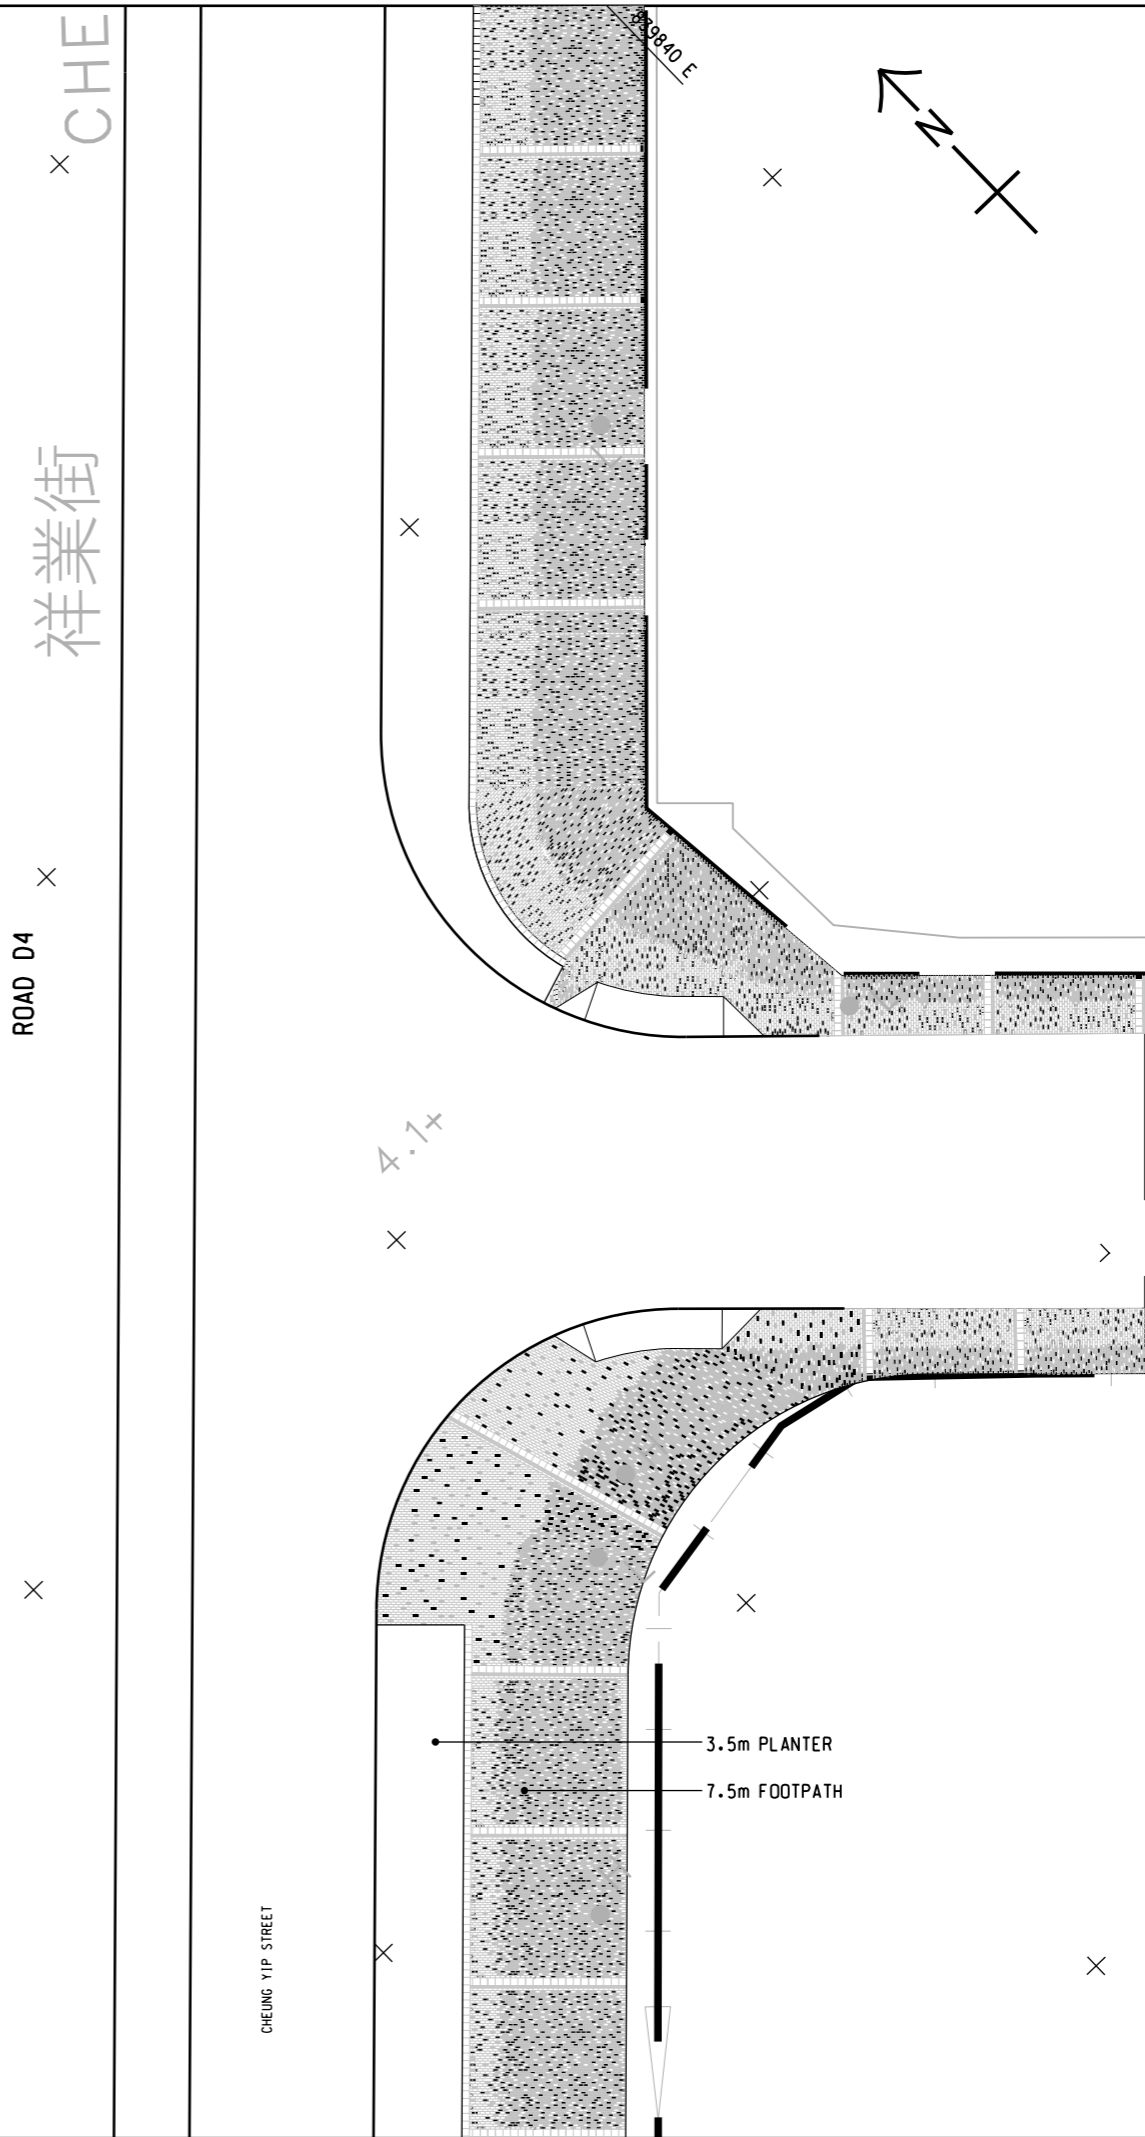 839840 E
CHE
N
祥業街
ROAD D4
4.1+
3.5m PLANTER
7.5m FOOTPATH
CHEUNG YIP STREET